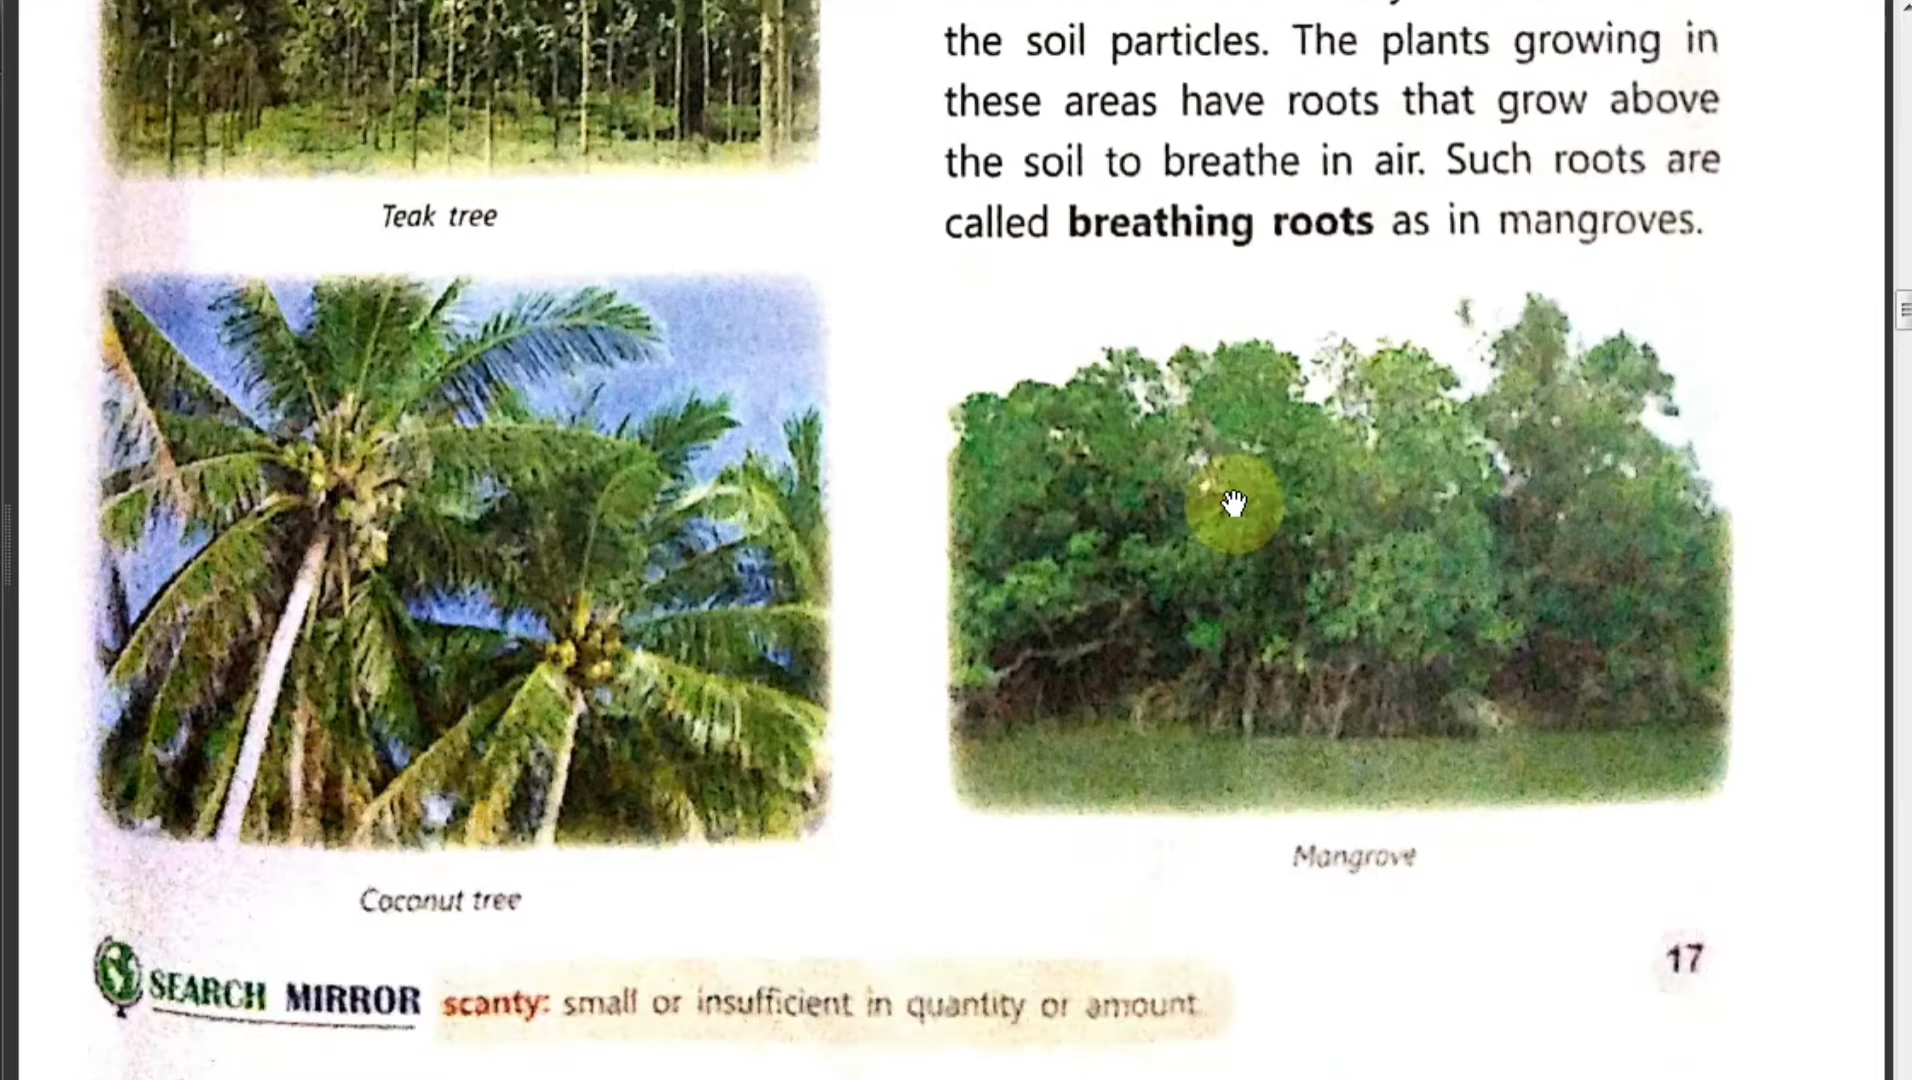 the soil particles. The plants growing in
these areas have roots that grow above
the soil to breathe in air. Such roots are
called breathing roots as in mangroves.
Teak tree
Coconut tree
Mangrove
17
SEARCH MIRROR scanty: small or insufficient in quantity or amount